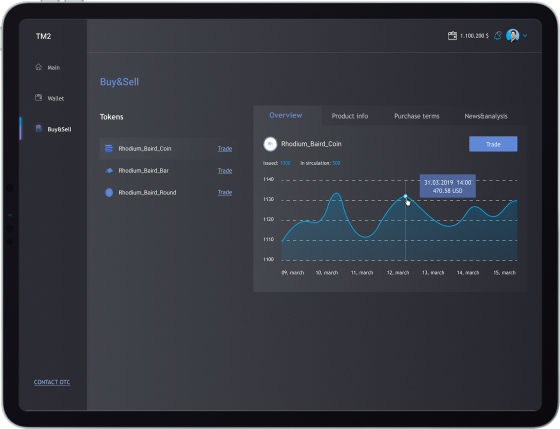 TM2
1.100.200 $
Main
Wallet
Buy&Sell
Buy&Sell
Tokens
Rhodium_Baird_Coin Trade
Rhodium_Baird_Bar Trade
Rhodium_Baird_Round Trade
Overview Product info Purchase terms News&analysis
Rhodium_Baird_Coin
Trade
Issued: 1000 In circulation: 500
1140
1130
1120
1110
1100
31.03.2019 14:00
470.58 USD
09, march 10, march 11, march 12, march 13, march 14, march 15, march
CONTACT OTC